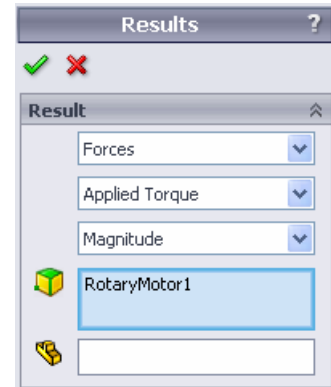 Results ?
Result
Forces
Applied Torque
Magnitude
RotaryMotor1